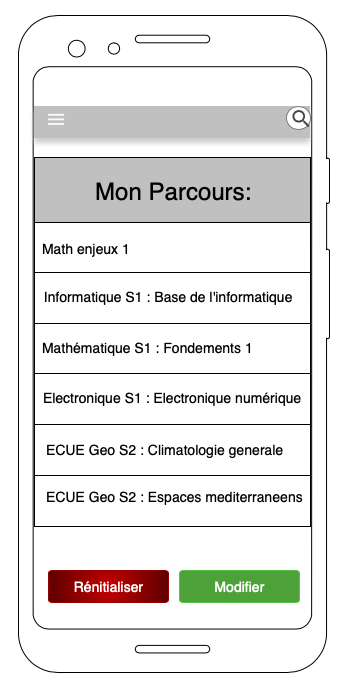 Mon Parcours:
Math enjeux 1
Informatique S1 : Base de l'informatique
Mathématique S1 : Fondements 1
Electronique S1 : Electronique numérique
ECUE Geo S2 : Climatologie generale
ECUE Geo S2 : Espaces mediterraneens
Rénitialiser
Modifier